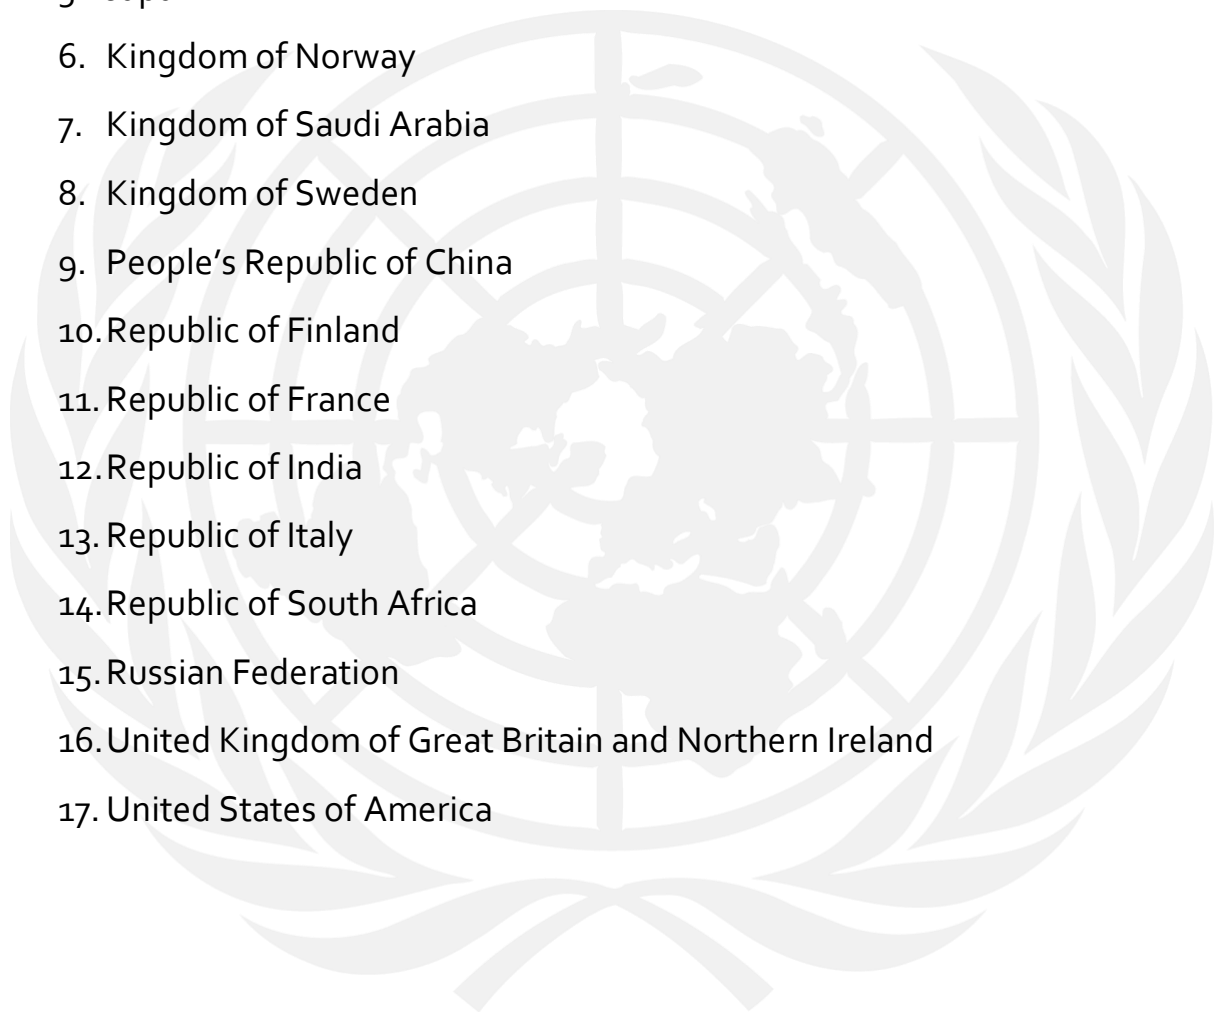 6. Kingdom of Norway
7. Kingdom of Saudi Arabia
8. Kingdom of Sweden
9. People's Republic of China
10. Republic of Finland
11. Republic of France
12. Republic of India
13. Republic of Italy
14. Republic of South Africa
15. Russian Federation
16. United Kingdom of Great Britain and Northern Ireland
17. United States of America